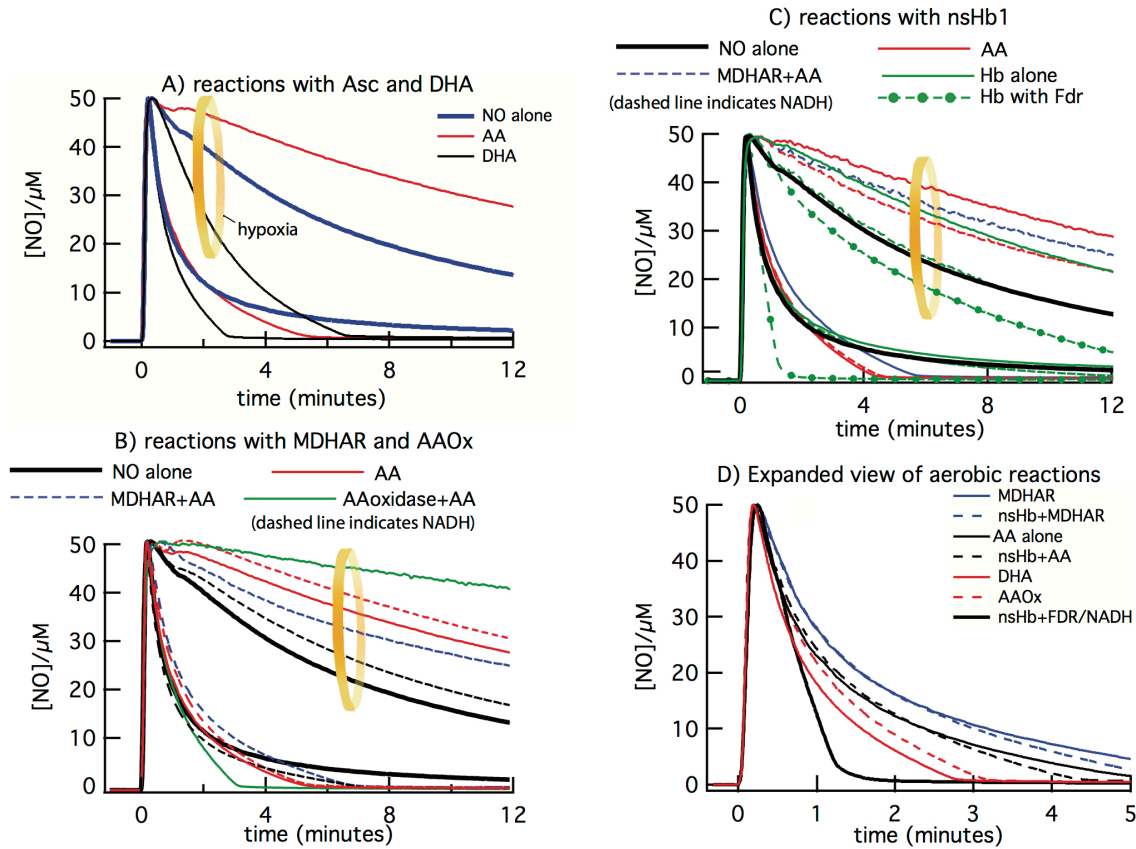 A) reactions with Asc and DHA
NO alone
AA
DHA
hypoxia
[NO]/μM
50
40
30
20
10
0
0
4
8
12
time (minutes)
B) reactions with MDHAR and AAOx
NO alone
AA
MDHAR+AA
AAoxidase+AA
(dashed line indicates NADH)
[NO]/μM
50
40
30
20
10
0
0
4
8
12
time (minutes)
C) reactions with nsHb1
NO alone
AA
MDHAR+AA
Hb alone
(dashed line indicates NADH)
Hb with Fdr
[NO]/μM
50
40
30
20
10
0
0
4
8
12
time (minutes)
D) Expanded view of aerobic reactions
MDHAR
nsHb+MDHAR
AA alone
nsHb+AA
DHA
AAOx
nsHb+FDR/NADH
[NO]/μM
50
40
30
20
10
0
0
1
2
3
4
5
time (minutes)